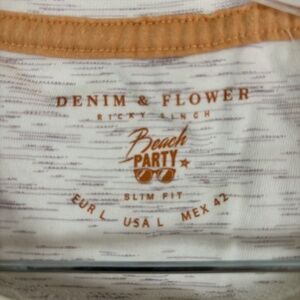 DENIM & FLOWER
RICKY SINGH
Beach
PARTY
SLIM FIT
EUR L USA L MEX 42